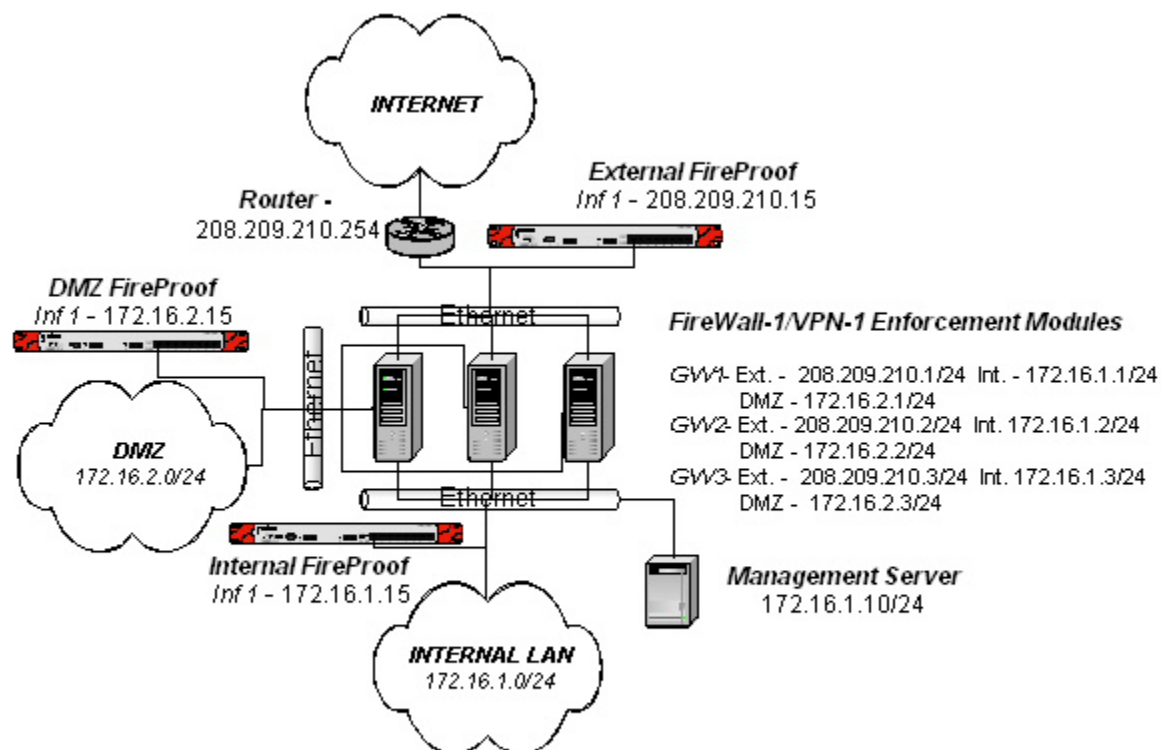 INTERNET
External FireProof
Inf 1 - 208.209.210.15
Router -
208.209.210.254
DMZ FireProof
Inf 1 - 172.16.2.15
Ethernet
FireWall-1/VPN-1 Enforcement Modules
Ethernet
GW1- Ext. - 208.209.210.1/24 Int. - 172.16.1.1/24
DMZ - 172.16.2.1/24
GW2- Ext. - 208.209.210.2/24 Int. 172.16.1.2/24
DMZ - 172.16.2.2/24
GW3- Ext. - 208.209.210.3/24 Int. 172.16.1.3/24
DMZ - 172.16.2.3/24
DMZ
172.16.2.0/24
Ethernet
Internal FireProof
Inf 1 - 172.16.1.15
Management Server
172.16.1.10/24
INTERNAL LAN
172.16.1.0/24